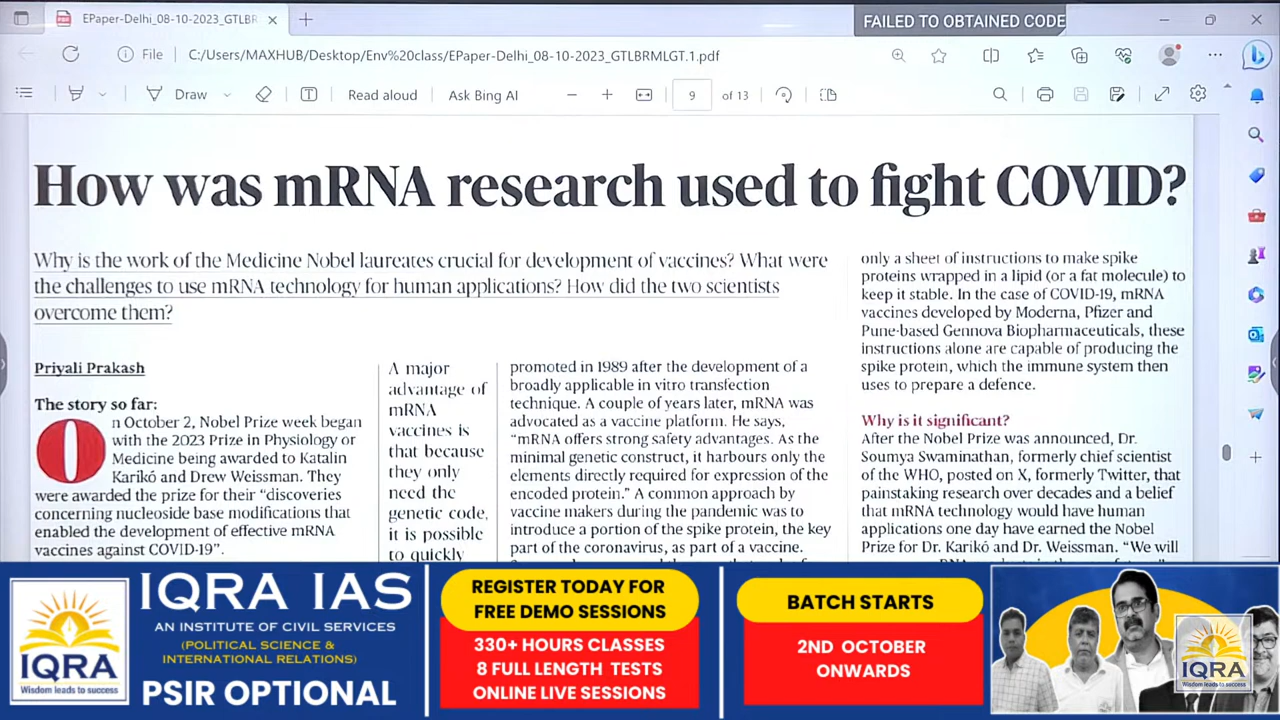 EPaper-Delhi_08-10-2023_GTLBR
FAILED TO OBTAINED CODE
File
C:/Users/MAXHUB/Desktop/Env%20class/EPaper-Delhi_08-10-2023_GTLBRMLGT.1.pdf
Draw
Read aloud
Ask Bing AI
9
of 13
How was mRNA research used to fight COVID?
Why is the work of the Medicine Nobel laureates crucial for development of vaccines? What were
the challenges to use mRNA technology for human applications? How did the two scientists
overcome them?
Priyali Prakash
The story so far:
On October 2, Nobel Prize week began
with the 2023 Prize in Physiology or
Medicine being awarded to Katalin
Karikó and Drew Weissman. They
were awarded the prize for their “discoveries
concerning nucleoside base modifications that
enabled the development of effective mRNA
vaccines against COVID-19”.
A major
advantage of
mRNA
vaccines is
that because
they only
need the
genetic code,
it is possible
to quickly
promoted in 1989 after the development of a
broadly applicable in vitro transfection
technique. A couple of years later, mRNA was
advocated as a vaccine platform. He says,
“mRNA offers strong safety advantages. As the
minimal genetic construct, it harbours only the
elements directly required for expression of the
encoded protein.” A common approach by
vaccine makers during the pandemic was to
introduce a portion of the spike protein, the key
part of the coronavirus, as part of a vaccine.
only a sheet of instructions to make spike
proteins wrapped in a lipid (or a fat molecule) to
keep it stable. In the case of COVID-19, mRNA
vaccines developed by Moderna, Pfizer and
Pune-based Gennova Biopharmaceuticals, these
instructions alone are capable of producing the
spike protein, which the immune system then
uses to prepare a defence.
Why is it significant?
After the Nobel Prize was announced, Dr.
Soumya Swaminathan, formerly chief scientist
of the WHO, posted on X, formerly Twitter, that
painstaking research over decades and a belief
that mRNA technology would have human
applications one day have earned the Nobel
Prize for Dr. Karikó and Dr. Weissman. “We will
IQRA
Wisdom leads to success
IQRA IAS
AN INSTITUTE OF CIVIL SERVICES
(POLITICAL SCIENCE &
INTERNATIONAL RELATIONS)
PSIR OPTIONAL
REGISTER TODAY FOR
FREE DEMO SESSIONS
330+ HOURS CLASSES
8 FULL LENGTH TESTS
ONLINE LIVE SESSIONS
BATCH STARTS
2ND OCTOBER
ONWARDS
IQRA
Wisdom leads to success